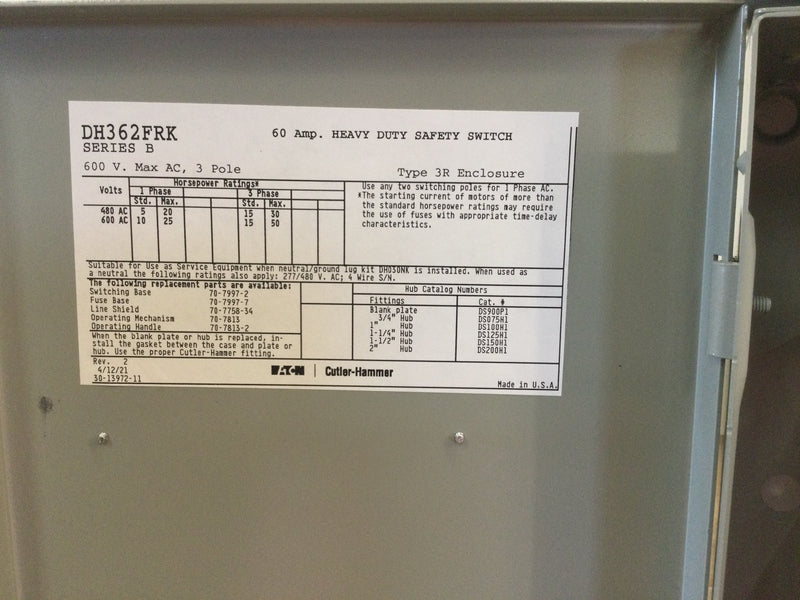 DH362FRK
60 Amp. HEAVY DUTY SAFETY SWITCH
SERIES B
600 V. Max AC, 3 Pole
Type 3R Enclosure
Horsepower Ratings*
Volts
1 Phase
3 Phase
Std. Max.
Std. Max.
480 AC 5 20 15 30
600 AC 10 25 15 50
Use any two switching poles for 1 Phase AC.
*The starting current of motors of more than
the standard horsepower ratings may require
the use of fuses with appropriate time-delay
characteristics.
Suitable for Use as Service Equipment when neutral/ground lug kit DH030NK is installed. When used as
a neutral the following ratings also apply: 277/480 V. AC; 4 Wire S/N.
The following replacement parts are available:
Switching Base 70-7997-2
Fuse Base 70-7997-7
Line Shield 70-7758-34
Operating Mechanism 70-7813
Operating Handle 70-7813-2
When the blank plate or hub is replaced, in-
stall the gasket between the case and plate or
hub. Use the proper Cutler-Hammer fitting.
Hub Catalog Numbers
Fittings Cat. #
Blank plate DS900P1
3/4" Hub DS075H1
1" Hub DS100H1
1-1/4" Hub DS125H1
1-1/2" Hub DS150H1
2" Hub DS200H1
Rev. 2
4/12/21
30-13972-11
EATON Cutler-Hammer
Made in U.S.A.